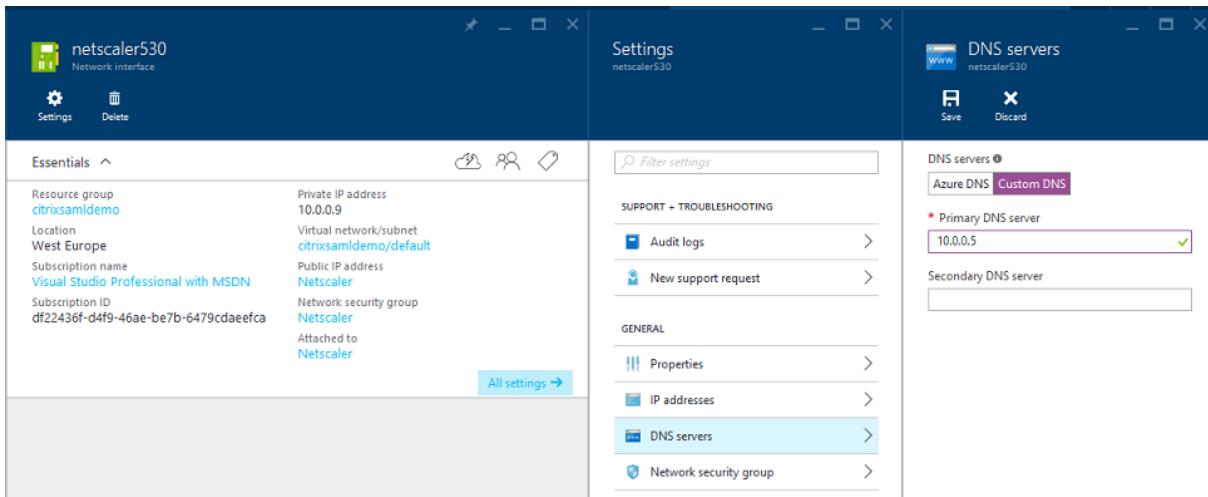 netscaler530
Network interface
Settings
Delete
Essentials
Resource group
citrixsamldemo
Location
West Europe
Subscription name
Visual Studio Professional with MSDN
Subscription ID
df22436f-d4f9-46ae-be7b-6479cdaeefca
Private IP address
10.0.0.9
Virtual network/subnet
citrixsamldemo/default
Public IP address
Netscaler
Network security group
Netscaler
Attached to
Netscaler
All settings →
Settings
netscaler530
Filter settings
SUPPORT + TROUBLESHOOTING
Audit logs
New support request
GENERAL
Properties
IP addresses
DNS servers
Network security group
www
DNS servers
netscaler530
Save
Discard
DNS servers
Azure DNS
Custom DNS
* Primary DNS server
10.0.0.5
Secondary DNS server